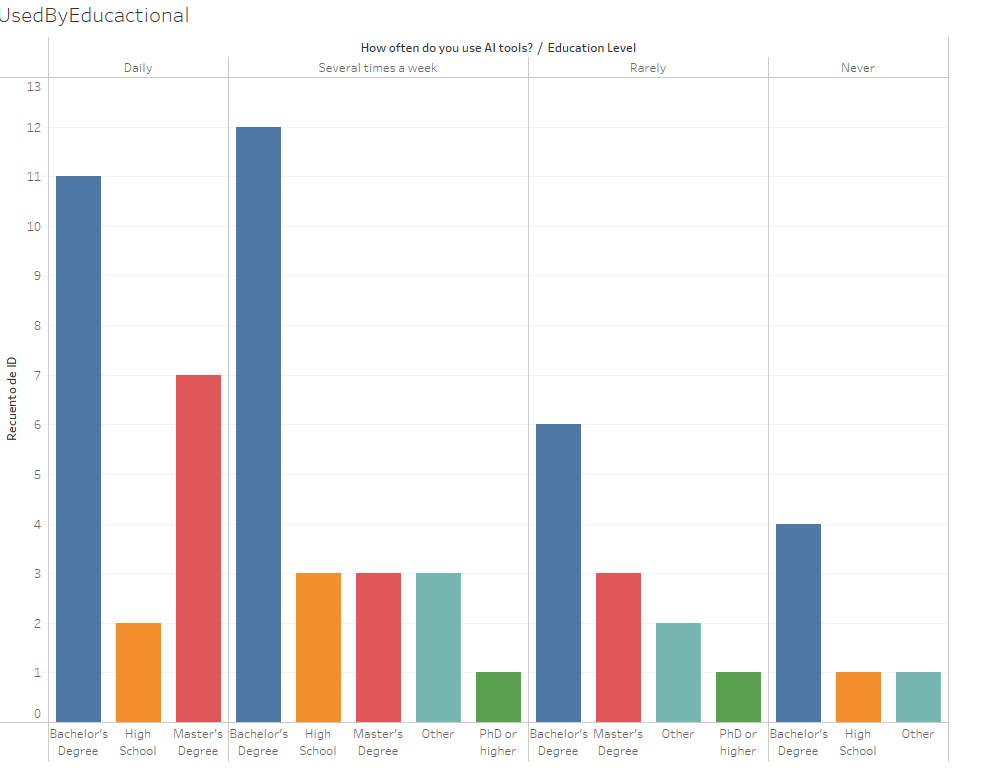 UsedByEducactional
How often do you use AI tools? / Education Level
Daily Several times a week Rarely Never
13
12
11
10
9
8
7
6
5
4
3
2
1
0
Recuento de ID
Bachelor's High Master's Bachelor's High Master's Other PhD or Bachelor's Master's Other PhD or Bachelor's High Other
Degree School Degree Degree School Degree higher Degree Degree higher Degree School